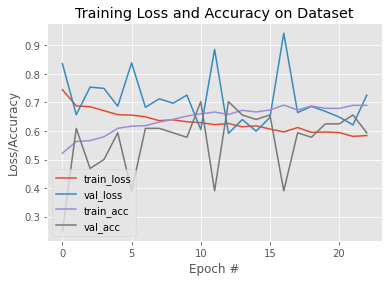 Training Loss and Accuracy on Dataset
Loss/Accuracy
0.9
0.8
0.7
0.6
0.5
0.4
0.3
train_loss
val_loss
train_acc
val_acc
0 5 10 15 20
Epoch #